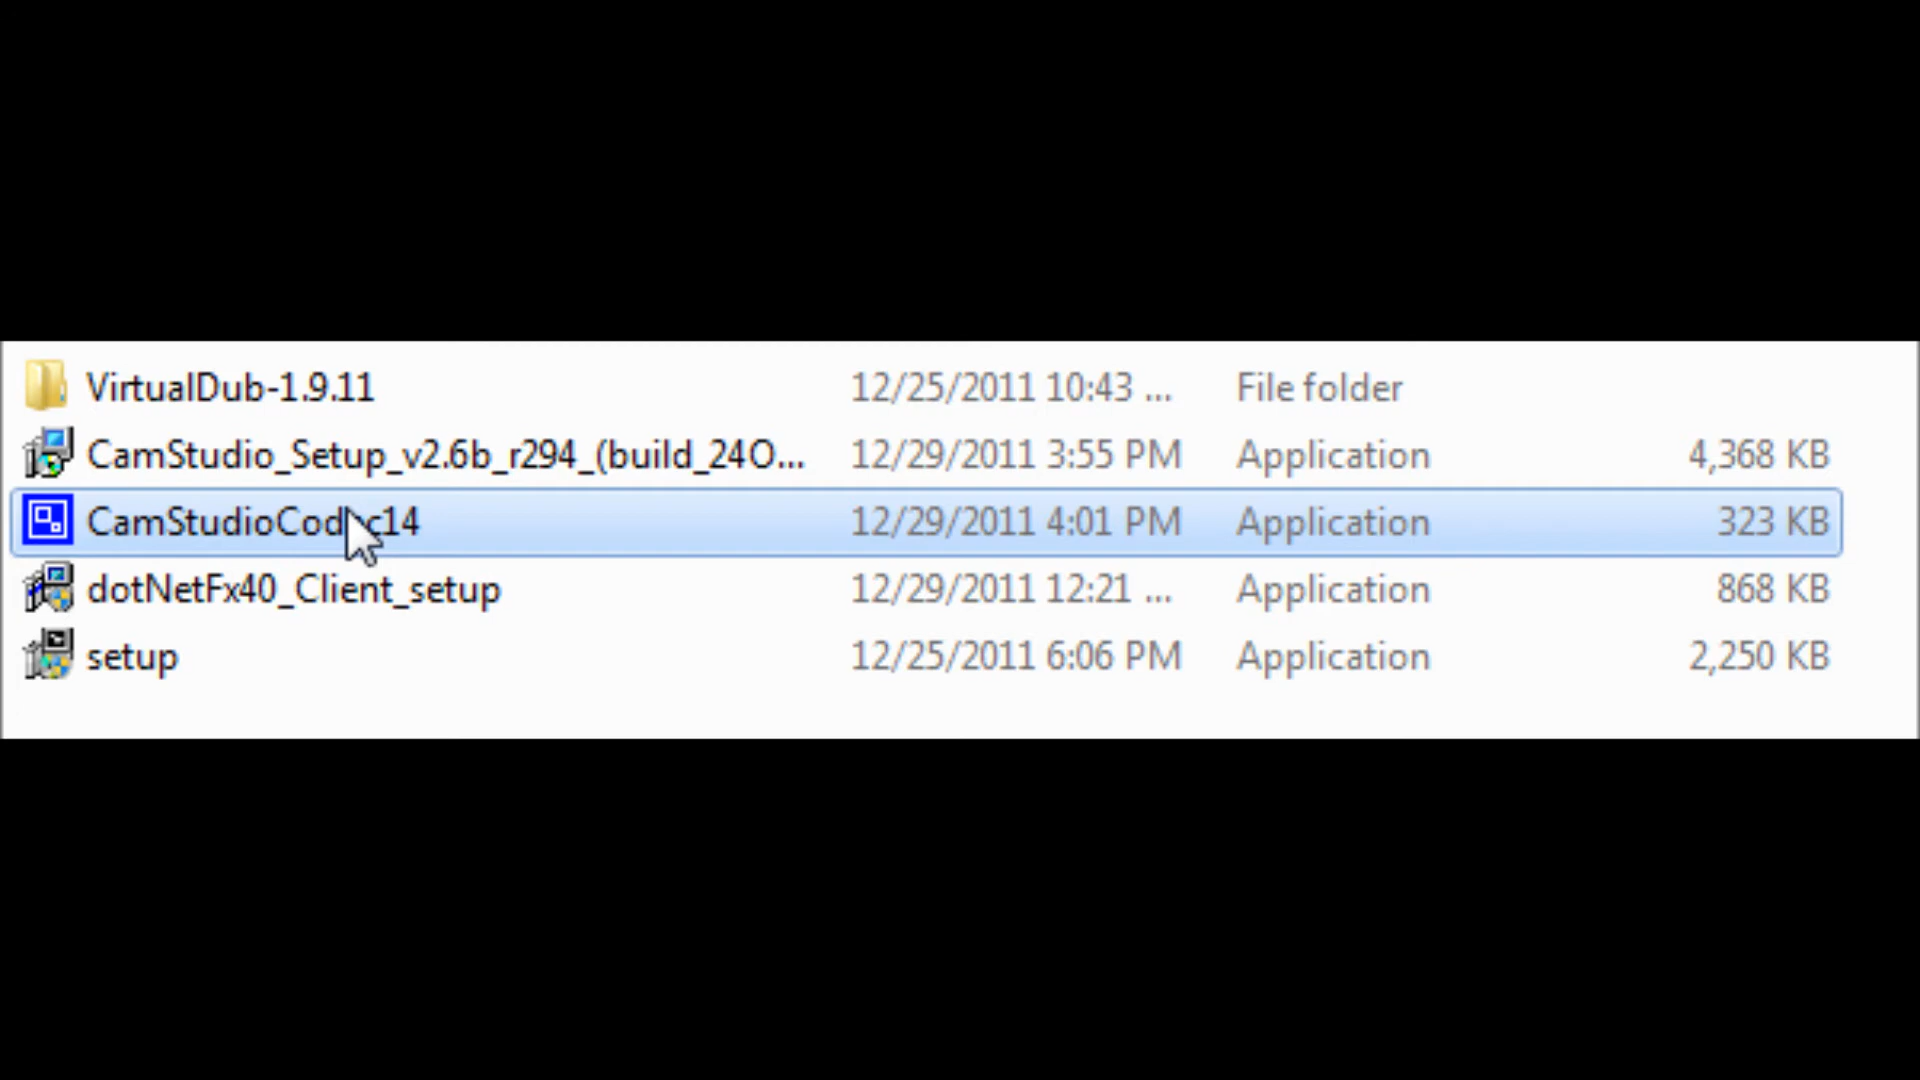 VirtualDub-1.9.11 12/25/2011 10:43 ... File folder
CamStudio_Setup_v2.6b_r294_(build_24O... 12/29/2011 3:55 PM Application 4,368 KB
CamStudioCodec14 12/29/2011 4:01 PM Application 323 KB
dotNetFx40_Client_setup 12/29/2011 12:21 ... Application 868 KB
setup 12/25/2011 6:06 PM Application 2,250 KB